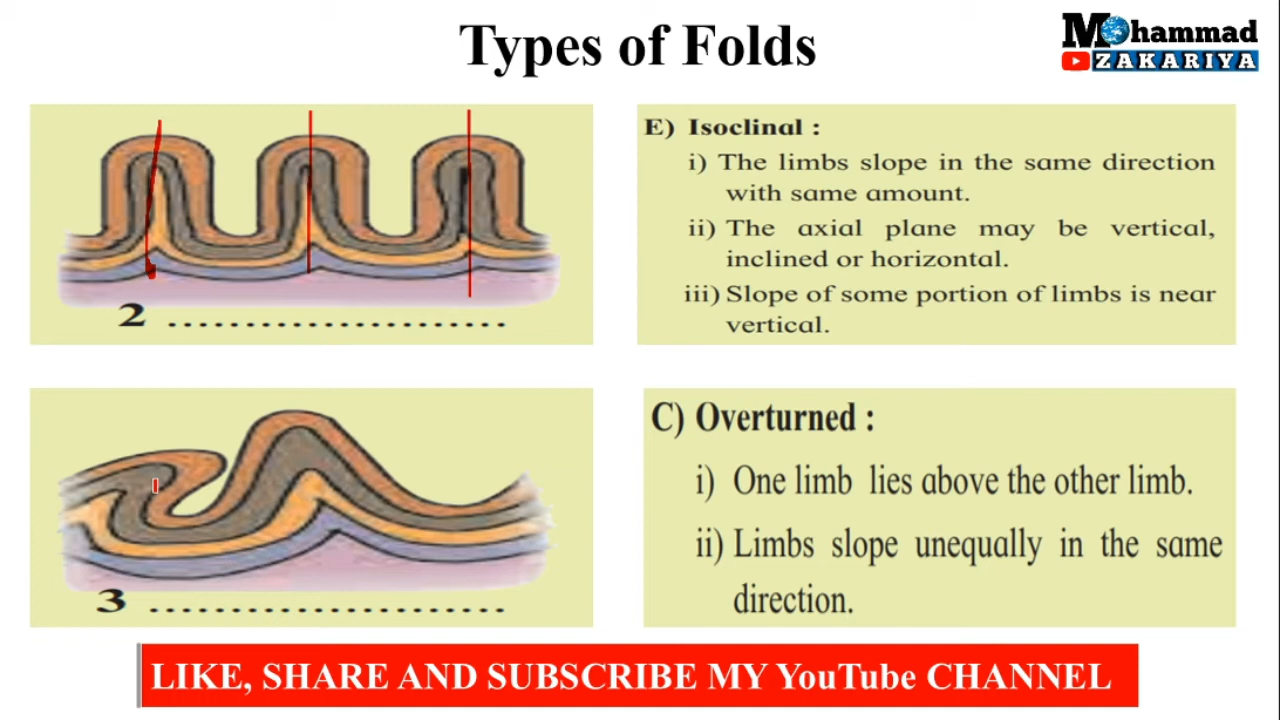 Types of Folds
Mohammad
ZAKARIYA
E) Isoclinal :
i) The limbs slope in the same direction
with same amount.
ii) The axial plane may be vertical,
inclined or horizontal.
iii) Slope of some portion of limbs is near
vertical.
2 ......................
C) Overturned :
i) One limb lies above the other limb.
ii) Limbs slope unequally in the same
direction.
3 ........................
LIKE, SHARE AND SUBSCRIBE MY YouTube CHANNEL